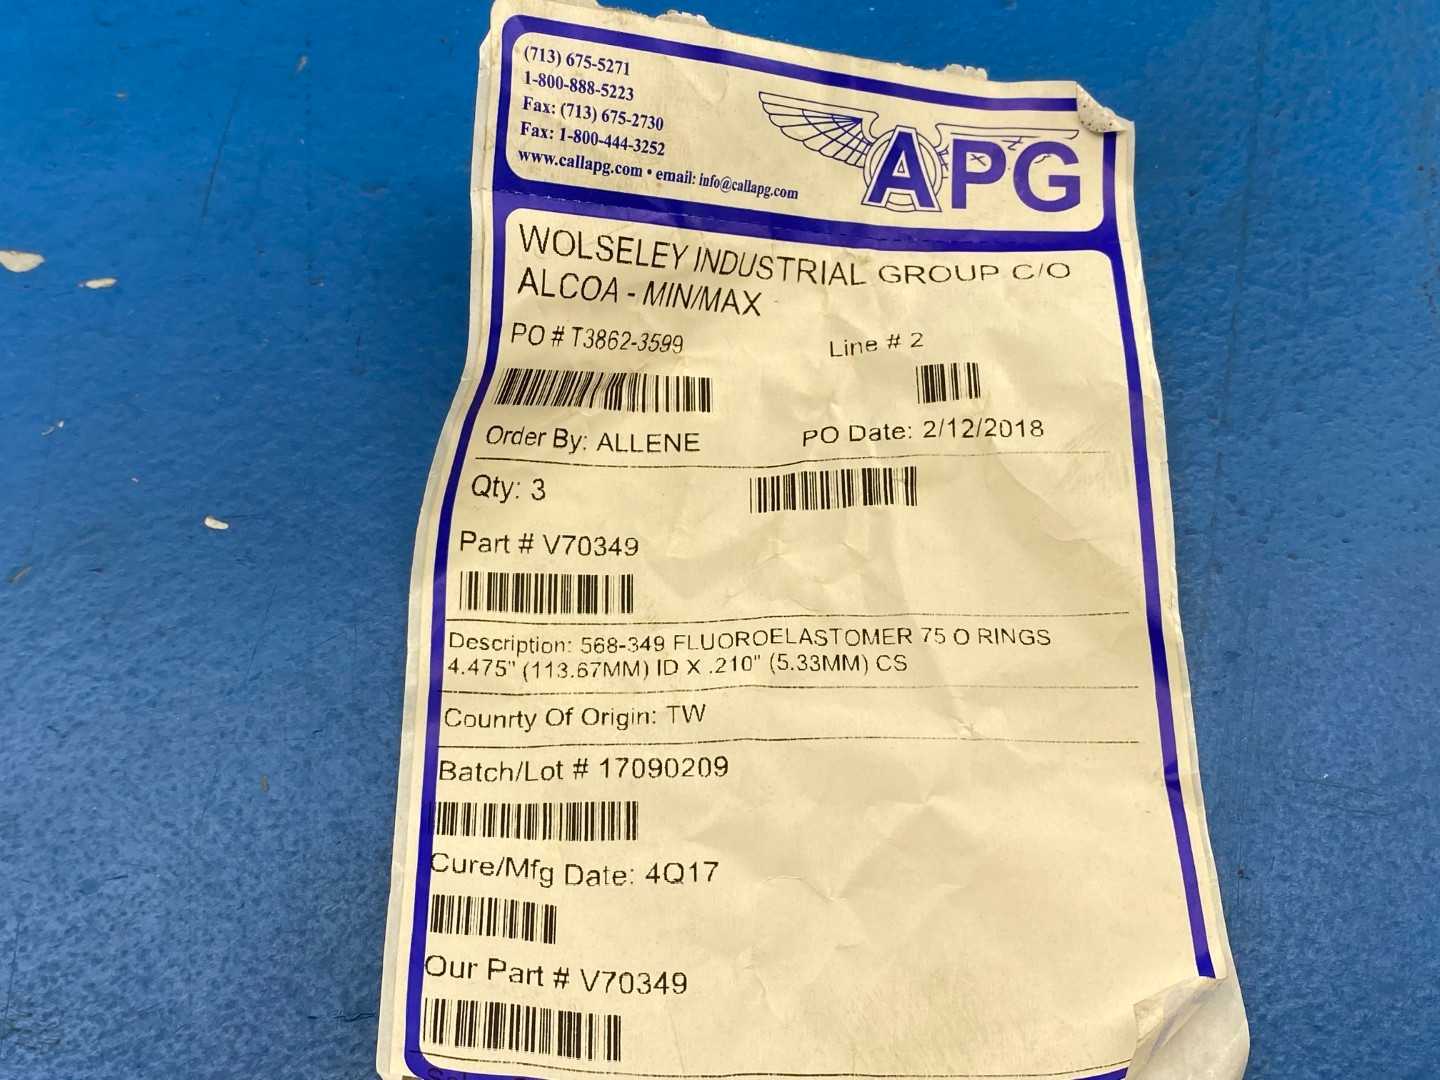 (713) 675-5271
1-800-888-5223
Fax: (713) 675-2730
Fax: 1-800-444-3252
www.callapg.com • email: info@callapg.com
APG
WOLSELEY INDUSTRIAL GROUP C/O
ALCOA - MIN/MAX
PO # T3862-3599 Line # 2
Order By: ALLENE PO Date: 2/12/2018
Qty: 3
Part # V70349
Description: 568-349 FLUOROELASTOMER 75 O RINGS
4.475" (113.67MM) ID X .210" (5.33MM) CS
Counrty Of Origin: TW
Batch/Lot # 17090209
Cure/Mfg Date: 4Q17
Our Part # V70349